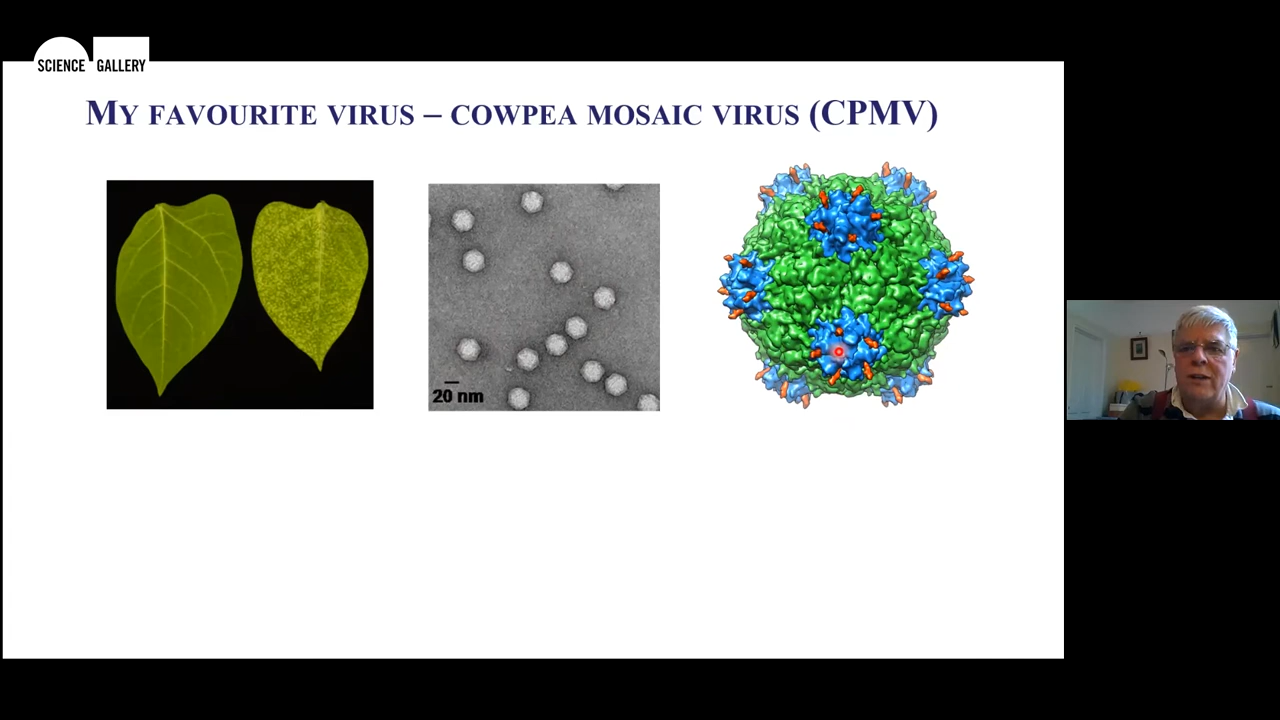 SCIENCE GALLERY
MY FAVOURITE VIRUS – COWPEA MOSAIC VIRUS (CPMV)
20 nm